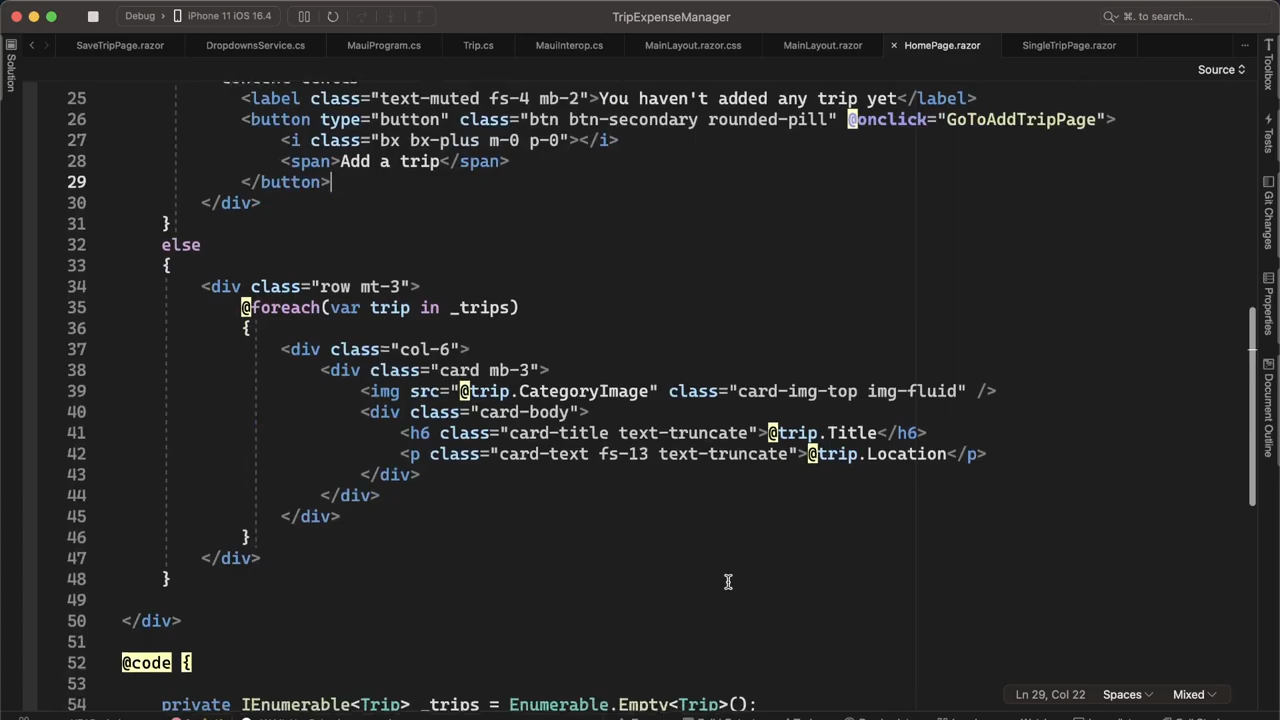 Debug > iPhone 11 iOS 16.4
TripExpenseManager
⌘. to search...
SaveTripPage.razor
DropdownsService.cs
MauiProgram.cs
Trip.cs
MauiInterop.cs
MainLayout.razor.css
MainLayout.razor
HomePage.razor
SingleTripPage.razor
Solution
Source
Toolbox
Tests
Git Changes
Properties
Document Outline
25 <label class="text-muted fs-4 mb-2">You haven't added any trip yet</label>
26 <button type="button" class="btn btn-secondary rounded-pill" @onclick="GoToAddTripPage">
27 <i class="bx bx-plus m-0 p-0"></i>
28 <span>Add a trip</span>
29 </button>
30 </div>
31 }
32 else
33 {
34 <div class="row mt-3">
35 @foreach(var trip in _trips)
36 {
37 <div class="col-6">
38 <div class="card mb-3">
39 <img src="@trip.CategoryImage" class="card-img-top img-fluid" />
40 <div class="card-body">
41 <h6 class="card-title text-truncate">@trip.Title</h6>
42 <p class="card-text fs-13 text-truncate">@trip.Location</p>
43 </div>
44 </div>
45 </div>
46 }
47 </div>
48 }
49
50 </div>
51
52 @code {
53
54 private IEnumerable<Trip> _trips = Enumerable.Empty<Trip>();
Ln 29, Col 22 Spaces Mixed